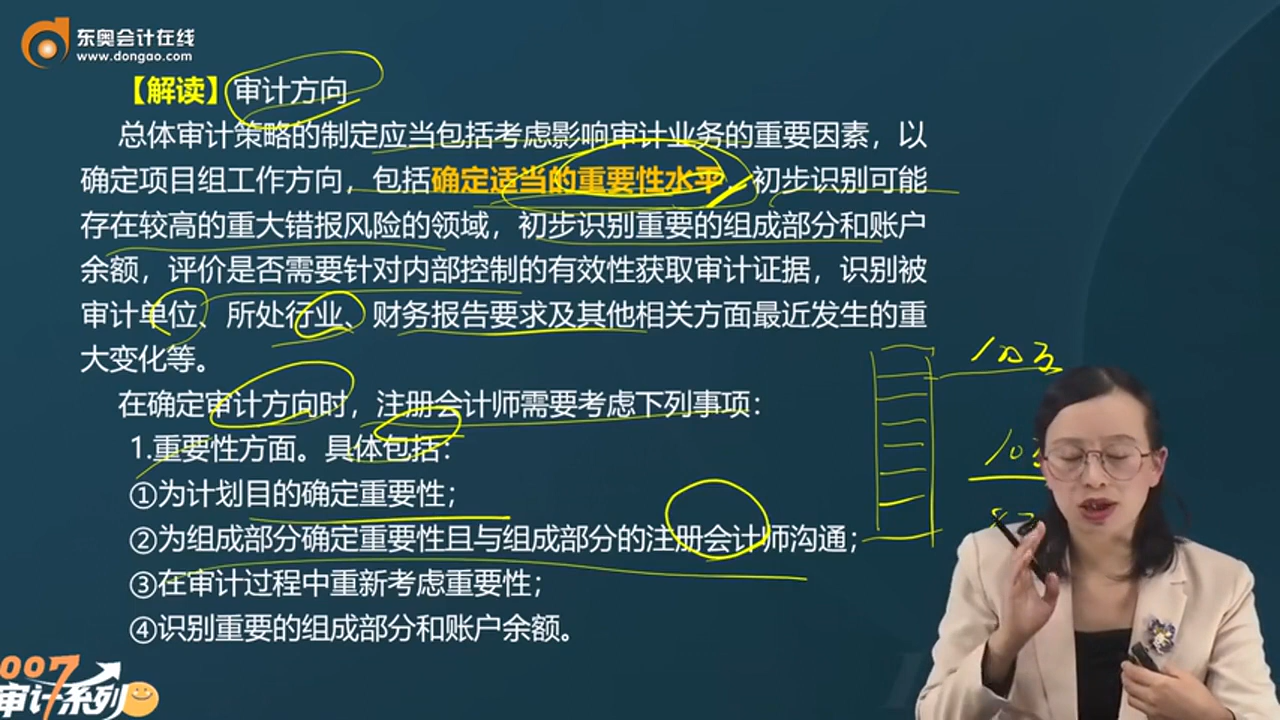 东奥会计在线
www.dongao.com
【解读】审计方向
总体审计策略的制定应当包括考虑影响审计业务的重要因素，以
确定项目组工作方向，包括确定适当的重要性水平，初步识别可能
存在较高的重大错报风险的领域，初步识别重要的组成部分和账户
余额，评价是否需要针对内部控制的有效性获取审计证据，识别被
审计单位、所处行业、财务报告要求及其他相关方面最近发生的重
大变化等。
在确定审计方向时，注册会计师需要考虑下列事项：
1.重要性方面。具体包括：
①为计划目的确定重要性；
②为组成部分确定重要性且与组成部分的注册会计师沟通；
③在审计过程中重新考虑重要性；
④识别重要的组成部分和账户余额。
100万
007
审计系列